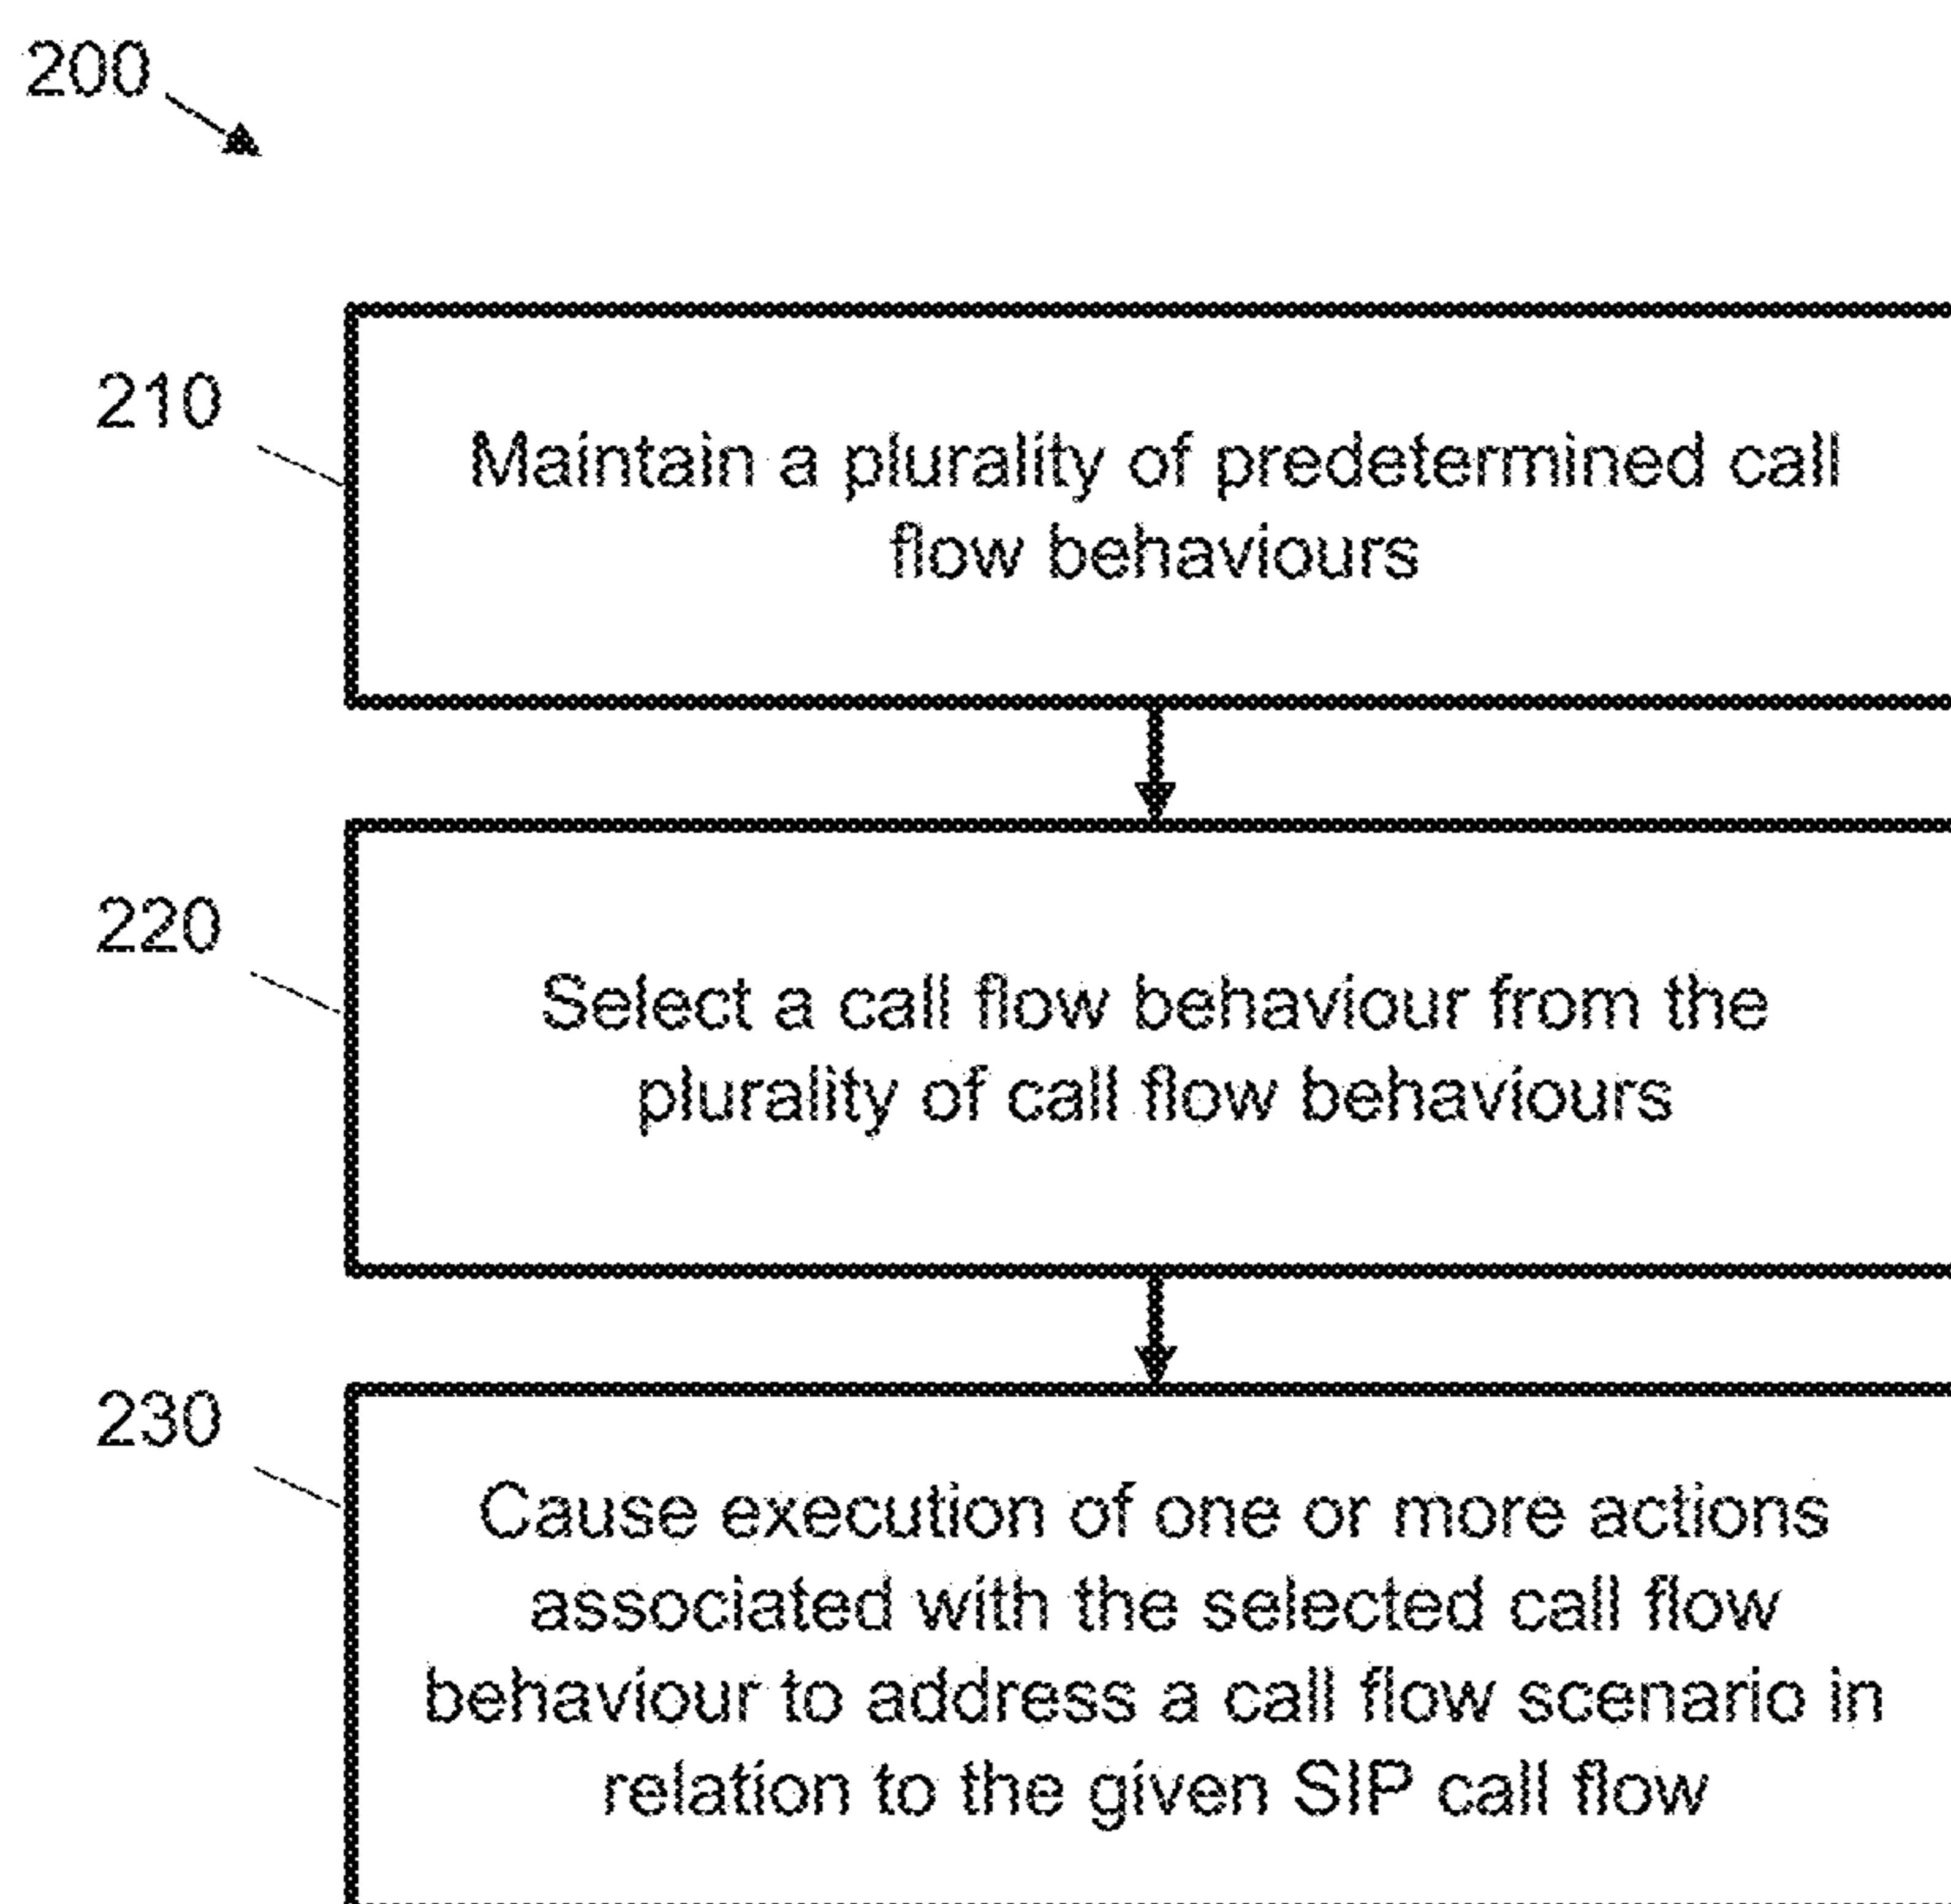 200
210
Maintain a plurality of predetermined call
flow behaviours
220
Select a call flow behaviour from the
plurality of call flow behaviours
230
Cause execution of one or more actions
associated with the selected call flow
behaviour to address a call flow scenario in
relation to the given SIP call flow